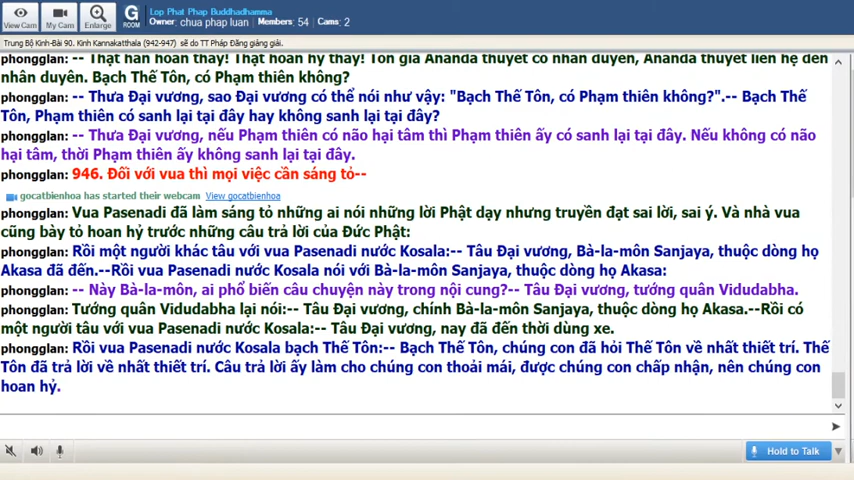 Lop Phat Phap Buddhadhamma
Owner: chua phap luan | Members: 54 | Cams: 2
View Cam
My Cam
Enlarge
G
ROOM
Trung Bộ Kinh-Bài 90. Kinh Kannakatthala (942-947) sẽ do TT Pháp Đăng giảng giải.
phongglan: -- Thật hân hoan thay! Thật hoan hỷ thay! Tôn giả Ananda thuyết có nhân duyên, Ananda thuyết liên hệ đến
nhân duyên. Bạch Thế Tôn, có Phạm thiên không?
phongglan: -- Thưa Đại vương, sao Đại vương có thể nói như vậy: "Bạch Thế Tôn, có Phạm thiên không?".-- Bạch Thế
Tôn, Phạm thiên có sanh lại tại đây hay không sanh lại tại đây?
phongglan: -- Thưa Đại vương, nếu Phạm thiên có não hại tâm thì Phạm thiên ấy có sanh lại tại đây. Nếu không có não
hại tâm, thời Phạm thiên ấy không sanh lại tại đây.
phongglan: 946. Đối với vua thì mọi việc cần sáng tỏ--
gocatbienhoa has started their webcam View gocatbienhoa
phongglan: Vua Pasenadi đã làm sáng tỏ những ai nói những lời Phật dạy nhưng truyền đạt sai lời, sai ý. Và nhà vua
cũng bày tỏ hoan hỷ trước những câu trả lời của Đức Phật:
phongglan: Rồi một người khác tâu với vua Pasenadi nước Kosala:-- Tâu Đại vương, Bà-la-môn Sanjaya, thuộc dòng họ
Akasa đã đến.--Rồi vua Pasenadi nước Kosala nói với Bà-la-môn Sanjaya, thuộc dòng họ Akasa:
phongglan: -- Này Bà-la-môn, ai phổ biến câu chuyện này trong nội cung?-- Tâu Đại vương, tướng quân Vidudabha.
phongglan: Tướng quân Vidudabha lại nói:-- Tâu Đại vương, chính Bà-la-môn Sanjaya, thuộc dòng họ Akasa.--Rồi có
một người tâu với vua Pasenadi nước Kosala:-- Tâu Đại vương, nay đã đến thời dùng xe.
phongglan: Rồi vua Pasenadi nước Kosala bạch Thế Tôn:-- Bạch Thế Tôn, chúng con đã hỏi Thế Tôn về nhất thiết trí. Thế
Tôn đã trả lời về nhất thiết trí. Câu trả lời ấy làm cho chúng con thoải mái, được chúng con chấp nhận, nên chúng con
hoan hỷ.
Hold to Talk